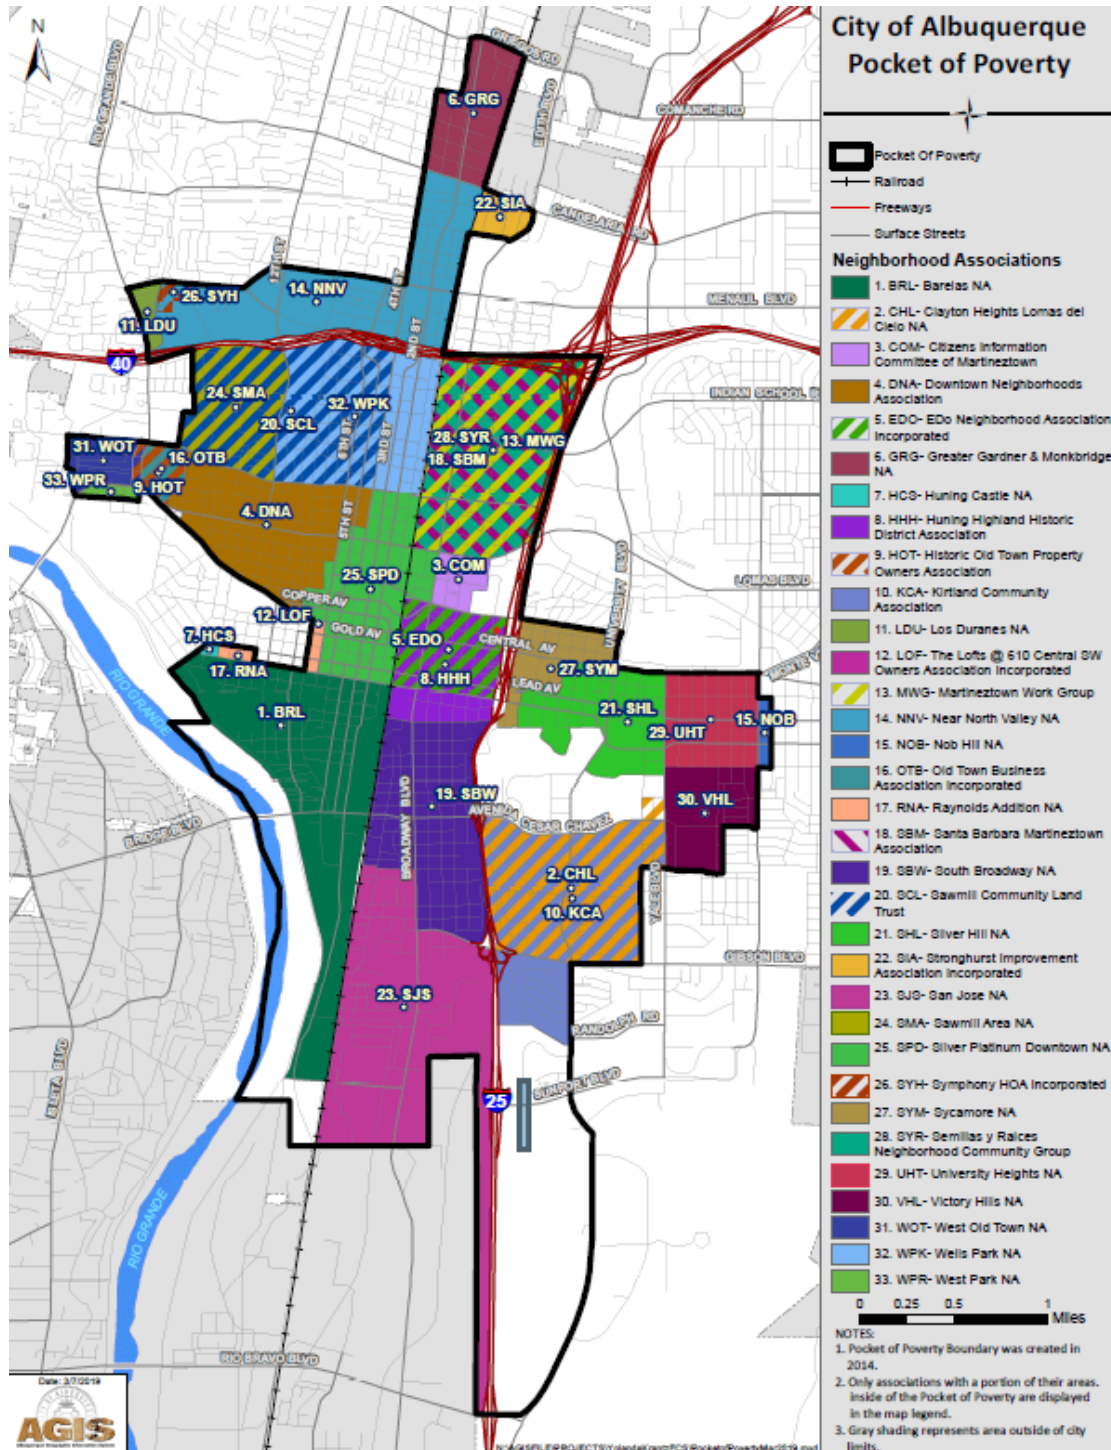 City of Albuquerque
Pocket of Poverty
Pocket Of Poverty
Railroad
Freeways
Surface Streets
Neighborhood Associations
1. BRL- Barelas NA
2. CHL- Clayton Heights Lomas del
Cielo NA
3. COM- Citizens Information
Committee of Martineztown
4. DNA- Downtown Neighborhoods
Association
5. EDO- EDo Neighborhood Association
Incorporated
6. GRG- Greater Gardner & Monkbridge
NA
7. HCS- Huning Castle NA
8. HHH- Huning Highland Historic
District Association
9. HOT- Historic Old Town Property
Owners Association
10. KCA- Kirtland Community
Association
11. LDU- Los Duranes NA
12. LOF- The Lofts @ 610 Central SW
Owners Association Incorporated
13. MWG- Martineztown Work Group
14. NNV- Near North Valley NA
15. NOB- Nob Hill NA
16. OTB- Old Town Business
Association Incorporated
17. RNA- Raynolds Addition NA
18. SBM- Santa Barbara Martineztown
Association
19. SBW- South Broadway NA
20. SCL- Sawmill Community Land
Trust
21. SHL- Silver Hill NA
22. SIA- Stronghurst Improvement
Association Incorporated
23. SJS- San Jose NA
24. SMA- Sawmill Area NA
25. SPD- Silver Platinum Downtown NA
26. SYH- Symphony HOA Incorporated
27. SYM- Sycamore NA
28. SYR- Semillas y Raices
Neighborhood Community Group
29. UHT- University Heights NA
30. VHL- Victory Hills NA
31. WOT- West Old Town NA
32. WPK- Wells Park NA
33. WPR- West Park NA
0 0.25 0.5 1
Miles
NOTES:
1. Pocket of Poverty Boundary was created in
2014.
2. Only associations with a portion of their areas.
inside of the Pocket of Poverty are displayed
in the map legend.
3. Gray shading represents area outside of city
limits.
N
RIO GRANDE BLVD
GRIEGOS RD
EDITH BLVD
COMANCHE RD
6. GRG
22. SIA
CANDELARIA RD
12TH ST
4TH ST
2ND ST
26. SYH
14. NNV
11. LDU
MENAUL BLVD
40
24. SMA
20. SCL
32. WPK
6TH ST
3RD ST
28. SYR
18. SBM
13. MWG
INDIAN SCHOOL
31. WOT
16. OTB
33. WPR
9. HOT
4. DNA
5TH ST
25. SPD
3. COM
UNIVERSITY BLVD
LOMAS BLVD
COPPER AV
12. LOF
GOLD AV
7. HCS
17. RNA
5. EDO
CENTRAL AV
8. HHH
LEAD AV
27. SYM
21. SHL
29. UHT
15. NOB
RIO GRANDE
1. BRL
30. VHL
19. SBW
BROADWAY BLVD
AVENIDA CESAR CHAVEZ
BRIDGE BLVD
2. CHL
10. KCA
YALE BLVD
GIBSON BLVD
23. SJS
RANDOLPH RD
SUNPORT BLVD
25
ISLETA BLVD
RIO GRANDE
RIO BRAVO BLVD
Date: 3/7/2019
AGIS